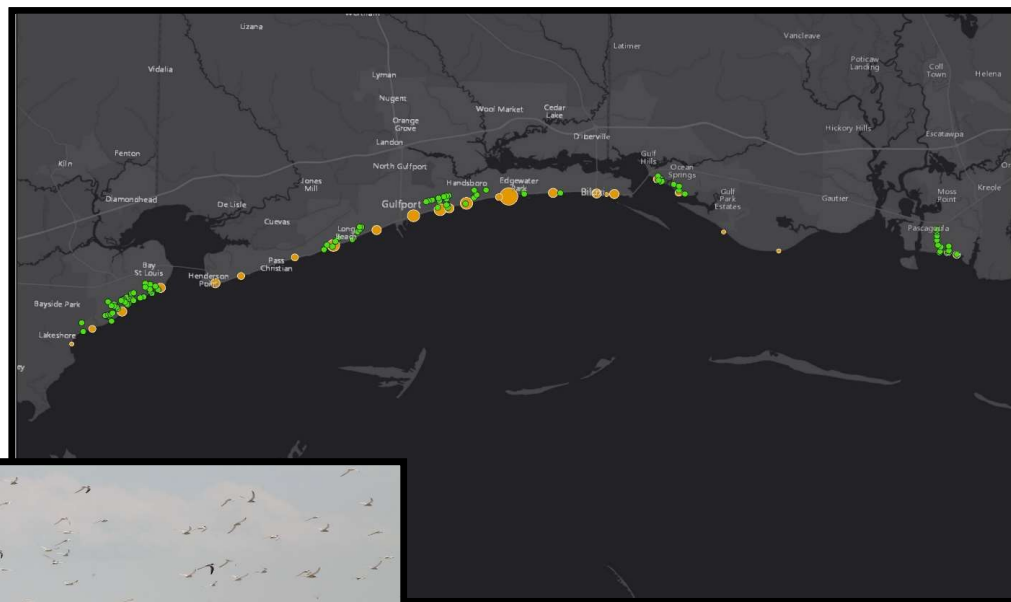 Lizana
Vancleave
Latimer
Poticaw
Landing
Coll
Town
Helena
Vidalia
Lyman
Nugent
Wool Market
Cedar
Lake
Orange
Grove
D'Iberville
Hickory Hills
Escatawpa
Landon
Fenton
Kiln
Gulf
Hills
North Gulfport
Ocean
Springs
Jones
Mill
Handsboro
Edgewater
Park
Moss
Point
Kreole
Diamondhead
DeLisle
Gulfport
Biloxi
Gulf
Park
Estates
Gautier
Cuevas
Long
Beach
Pascagoula
Pass
Christian
Bay
St Louis
Henderson
Point
Bayside Park
Lakeshore